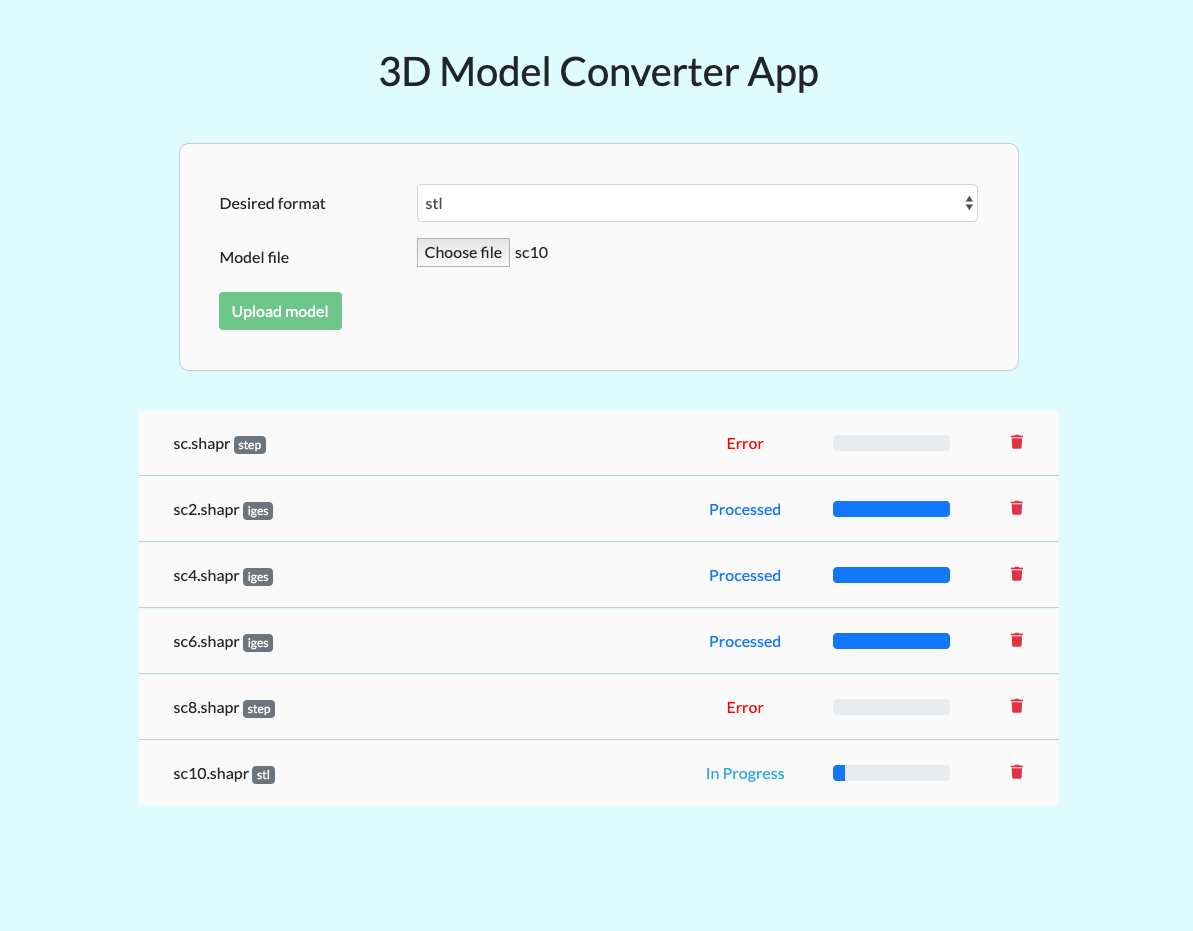 3D Model Converter App
Desired format stl
Model file Choose file sc10
Upload model
sc.shapr step Error
sc2.shapr iges Processed
sc4.shapr iges Processed
sc6.shapr iges Processed
sc8.shapr step Error
sc10.shapr stl In Progress